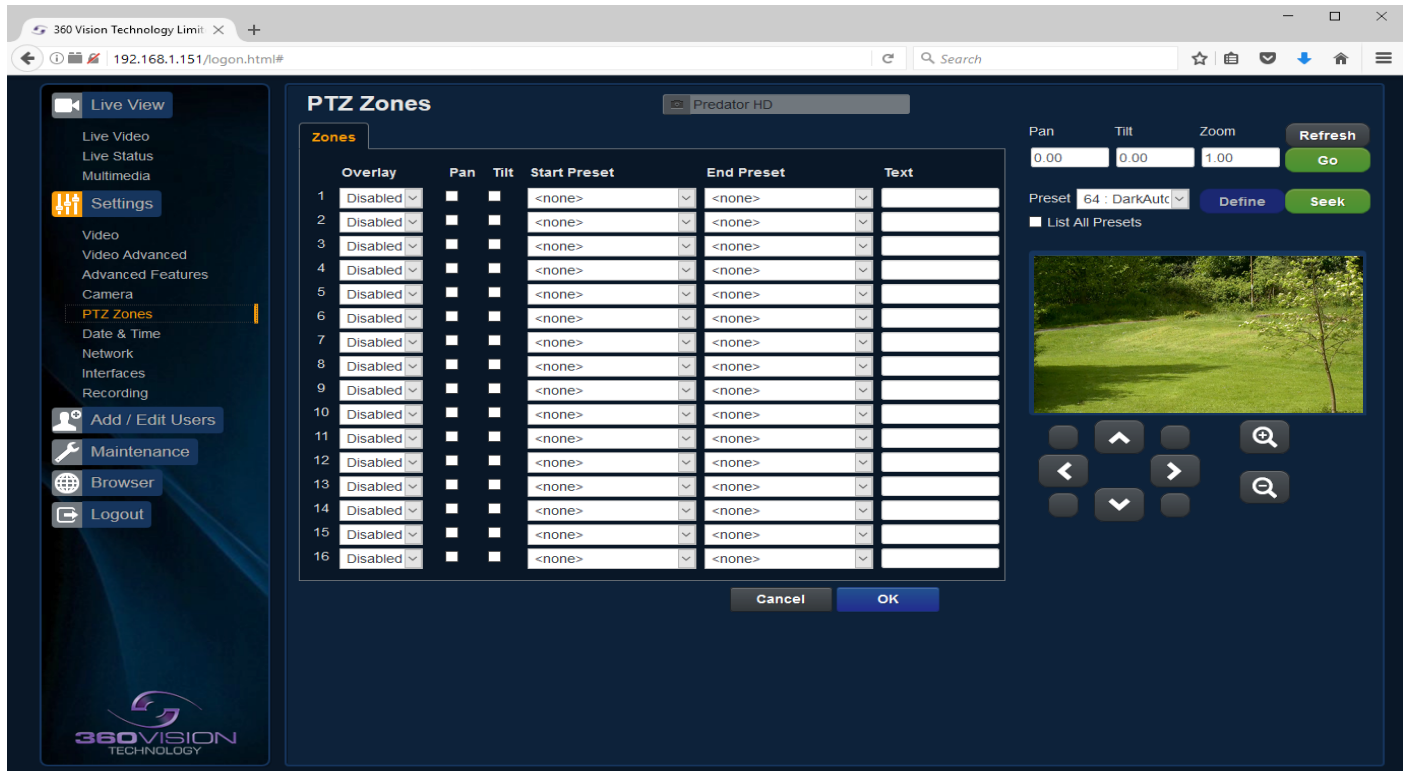 360 Vision Technology Limit
192.168.1.151/logon.html#
Search
Live View
Live Video
Live Status
Multimedia
Settings
Video
Video Advanced
Advanced Features
Camera
PTZ Zones
Date & Time
Network
Interfaces
Recording
Add / Edit Users
Maintenance
Browser
Logout
360VISION
TECHNOLOGY
PTZ Zones
Predator HD
Zones
Overlay Pan Tilt Start Preset End Preset Text
1 Disabled <none> <none>
2 Disabled <none> <none>
3 Disabled <none> <none>
4 Disabled <none> <none>
5 Disabled <none> <none>
6 Disabled <none> <none>
7 Disabled <none> <none>
8 Disabled <none> <none>
9 Disabled <none> <none>
10 Disabled <none> <none>
11 Disabled <none> <none>
12 Disabled <none> <none>
13 Disabled <none> <none>
14 Disabled <none> <none>
15 Disabled <none> <none>
16 Disabled <none> <none>
Cancel OK
Pan Tilt Zoom Refresh
0.00 0.00 1.00 Go
Preset 64 : DarkAutc Define Seek
List All Presets